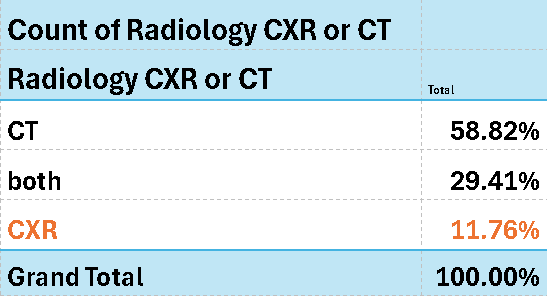 Count of Radiology CXR or CT
Radiology CXR or CT Total
CT 58.82%
both 29.41%
CXR 11.76%
Grand Total 100.00%